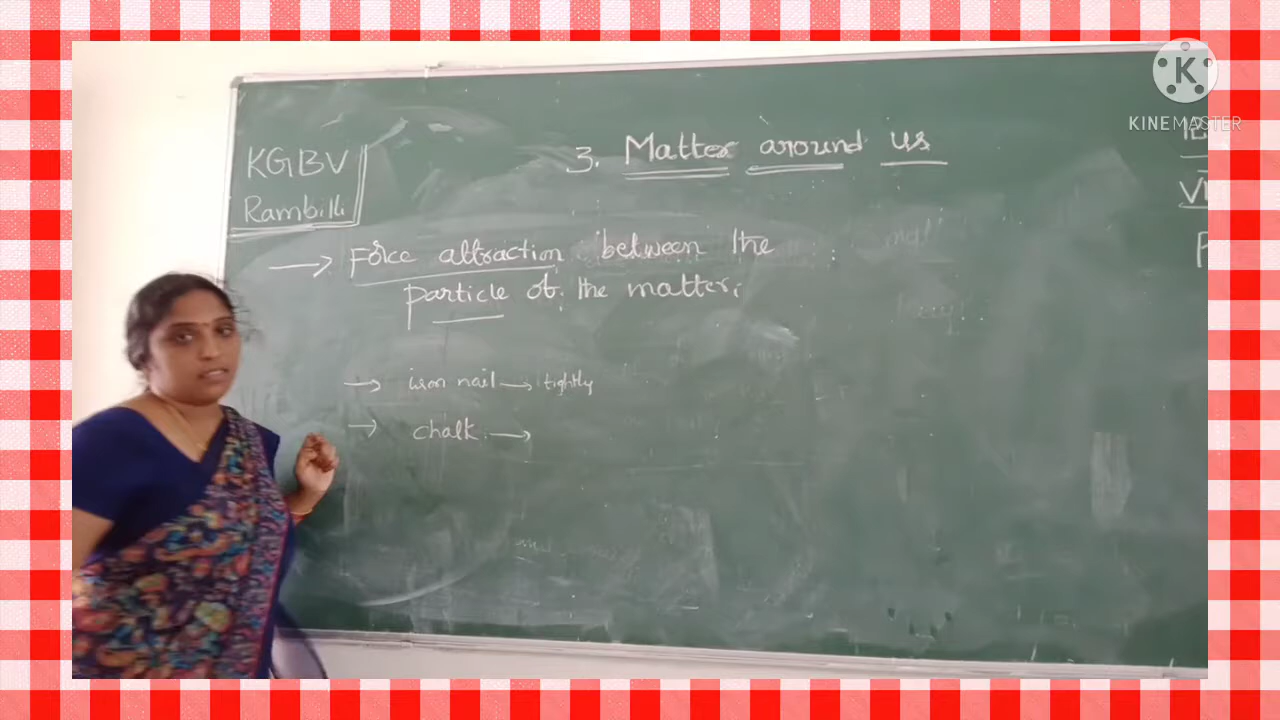 KGBV
Rambilli
3. Matter around us
→ Force attraction between the
particle of the matter.
→ iron nail → tightly
→ chalk →
KINEMASTER